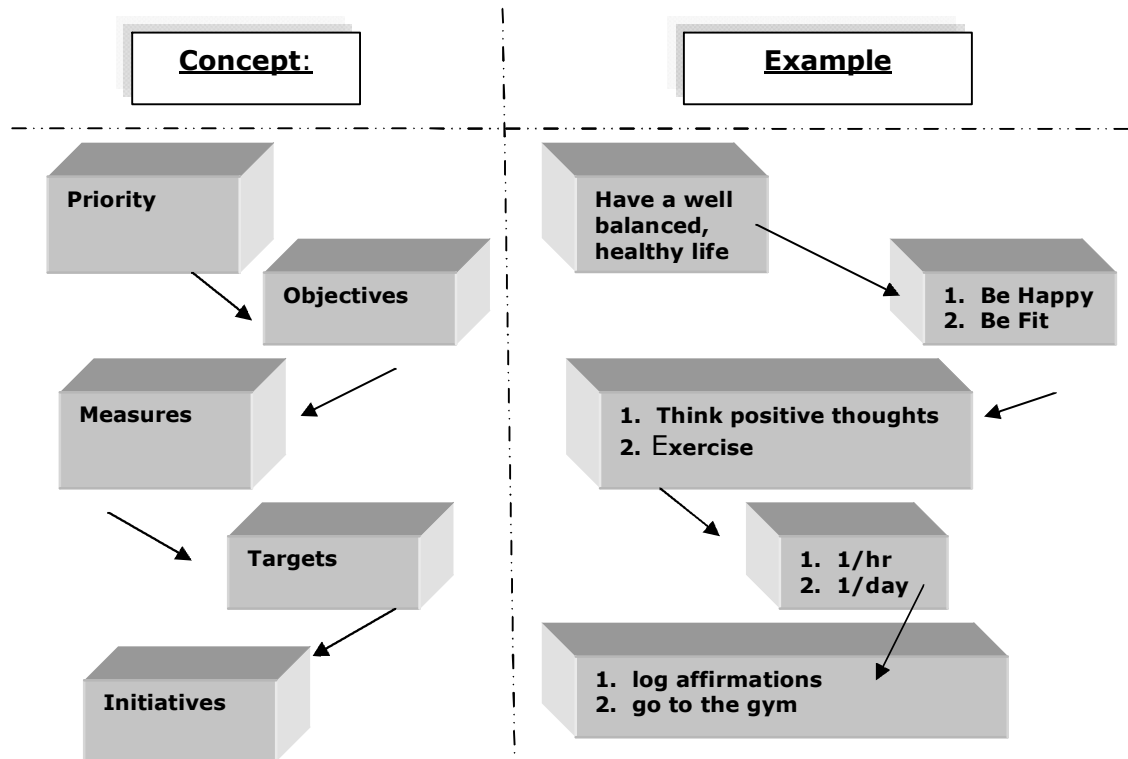 Concept:
Example
Priority
Objectives
Measures
Targets
Initiatives
Have a well
balanced,
healthy life
1. Be Happy
2. Be Fit
1. Think positive thoughts
2. Exercise
1. 1/hr
2. 1/day
1. log affirmations
2. go to the gym